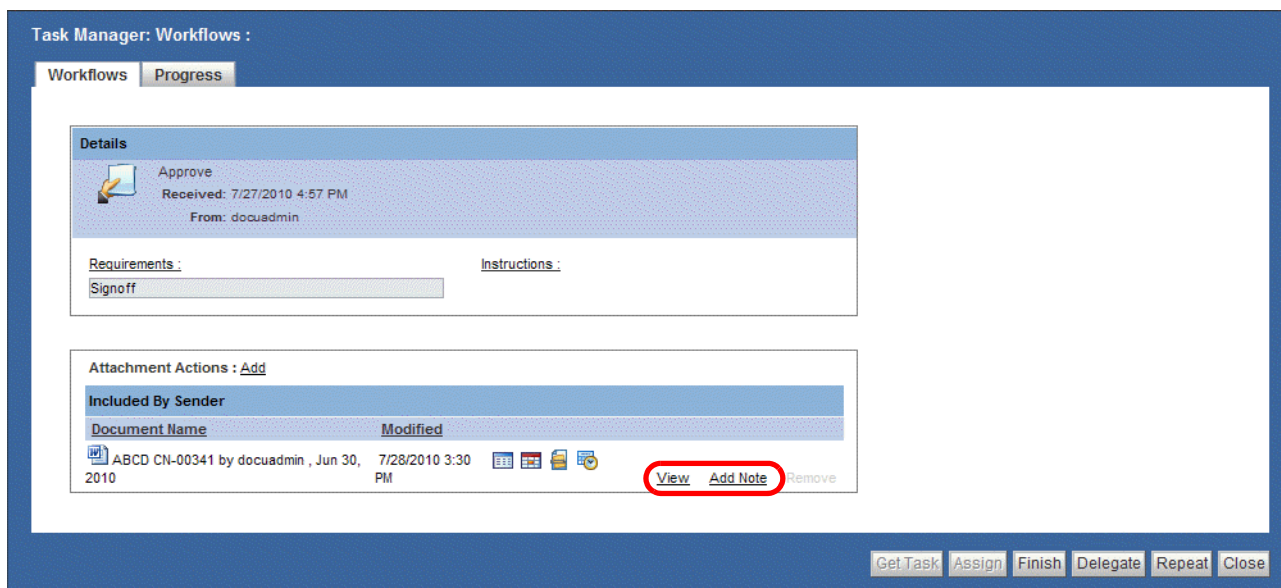 Task Manager: Workflows :
Workflows Progress
Details
Approve
Received: 7/27/2010 4:57 PM
From: docuadmin
Requirements : Instructions :
Signoff
Attachment Actions : Add
Included By Sender
Document Name Modified
ABCD CN-00341 by docuadmin , Jun 30, 7/28/2010 3:30
2010 PM
View Add Note Remove
Get Task Assign Finish Delegate Repeat Close